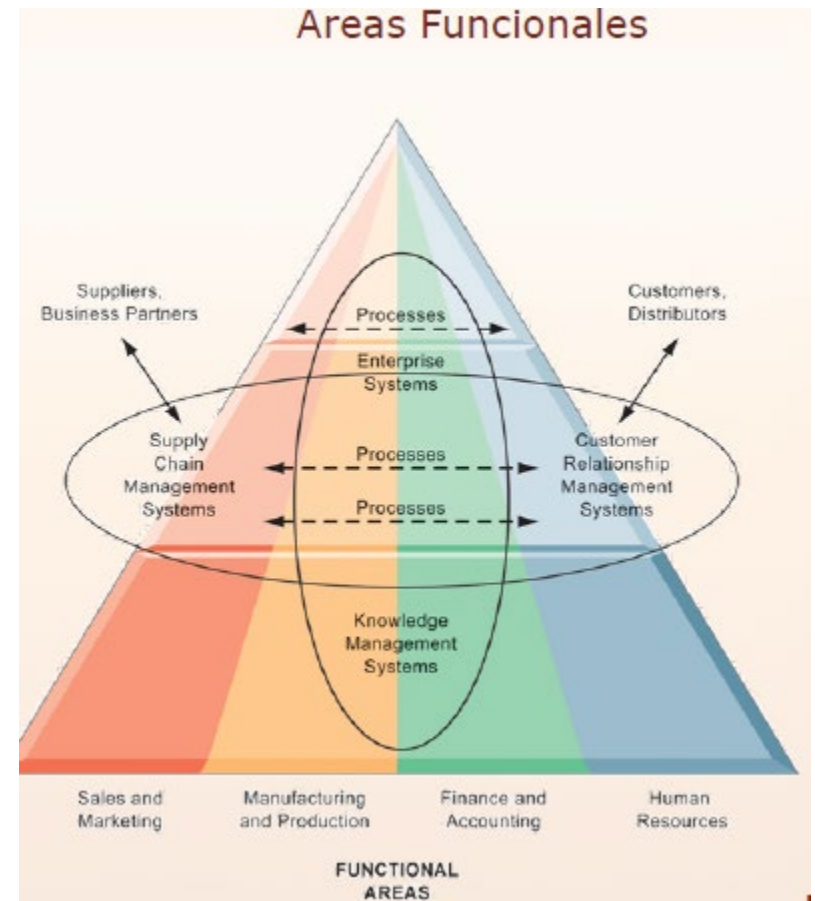 Areas Funcionales
Suppliers,
Business Partners
Customers,
Distributors
Processes
Enterprise
Systems
Supply
Chain
Management
Systems
Processes
Processes
Customer
Relationship
Management
Systems
Knowledge
Management
Systems
Sales and
Marketing
Manufacturing
and Production
Finance and
Accounting
Human
Resources
FUNCTIONAL
AREAS